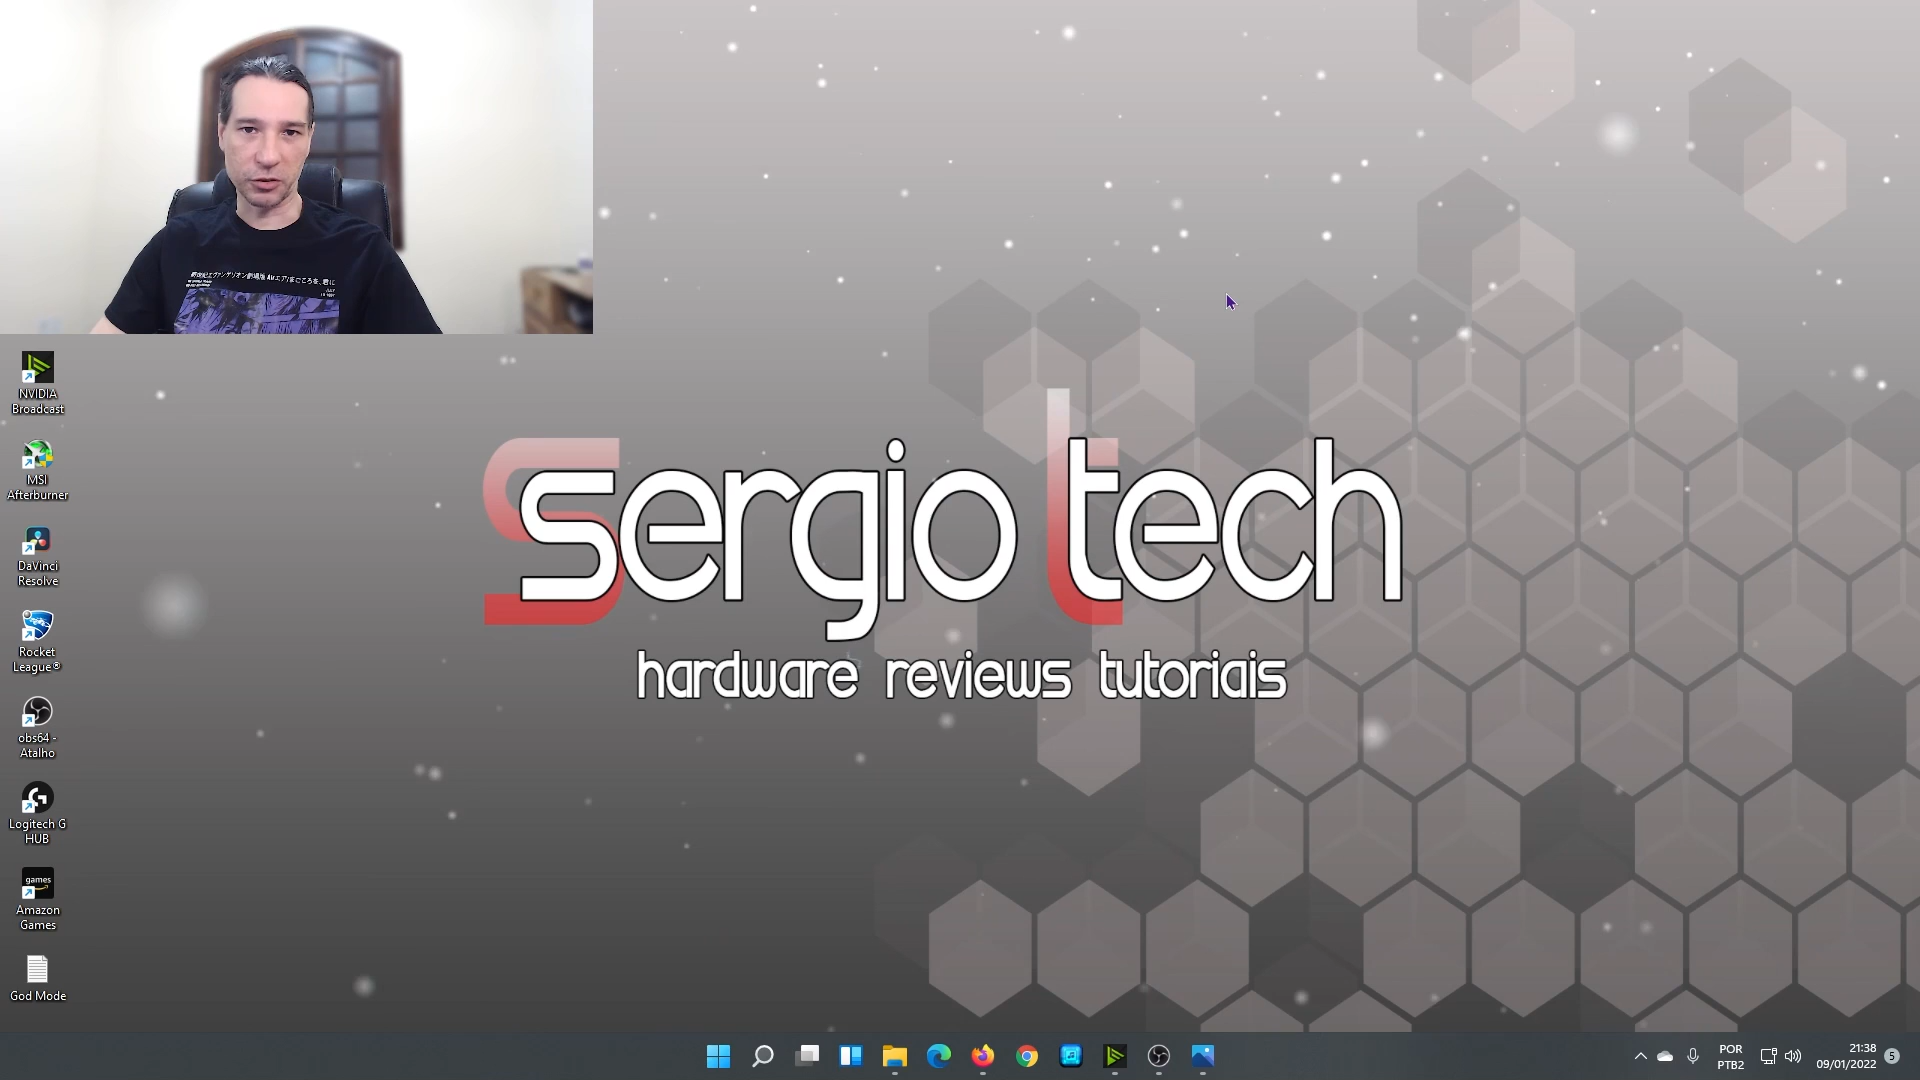 NVIDIA
Broadcast
MSI
Afterburner
DaVinci
Resolve
Rocket
League®
obs64 -
Atalho
Logitech G
HUB
games
Amazon
Games
God Mode
sergio tech
hardware reviews tutoriais
POR
PTB2
21:38
09/01/2022
5